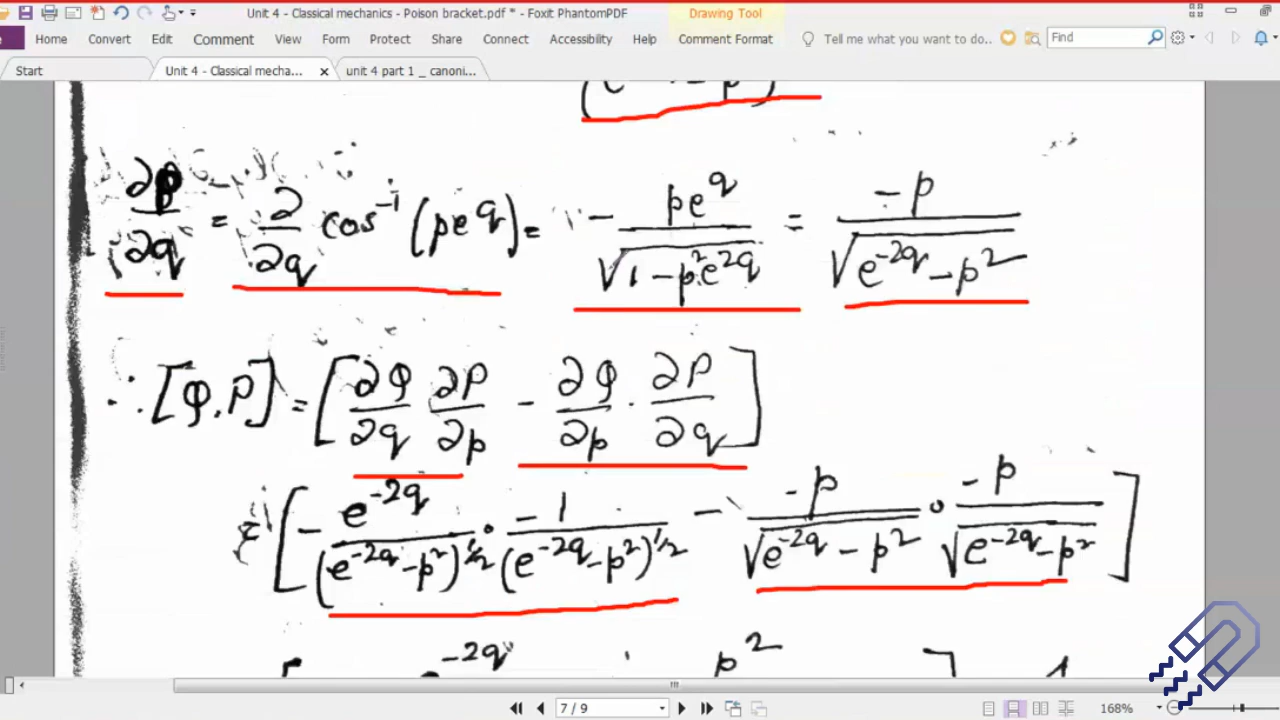 Unit 4 - Classical mechanics - Poison bracket.pdf * - Foxit PhantomPDF
Drawing Tool
Home Convert Edit Comment View Form Protect Share Connect Accessibility Help Comment Format Tell me what you want to do.. Find
Start Unit 4 - Classical mecha... × unit 4 part 1 _ canoni...
∂P/∂q = ∂/∂q cos⁻¹(pe^q) = - pe^q/√(1-p²e^2q) = -p/√(e^-2q - p²)
∴ [Q,P] = [∂Q/∂q ∂P/∂p - ∂Q/∂p · ∂P/∂q]
= [- e^-2q/(e^-2q - p²)^1/2 · -1/(e^-2q - p²)^1/2 - -p/√(e^-2q - p²) · -p/√(e^-2q - p²)]
7 / 9
168%